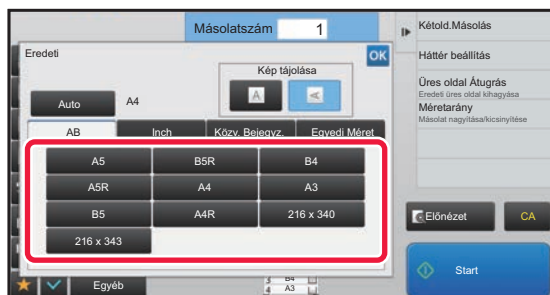 Másolatszám 1
Eredeti
OK
Kép tájolása
A A
Auto A4
AB Inch Közv. Bejegyz. Egyedi Méret
A5 B5R B4
A5R A4 A3
B5 A4R 216 x 340
216 x 343
Egyéb
3 B4
4 A3
Kétold.Másolás
Háttér beállítás
Üres oldal Átugrás
Eredeti üres oldal kihagyása
Méretarány
Másolat nagyítása/kicsinyítése
Előnézet CA
Start